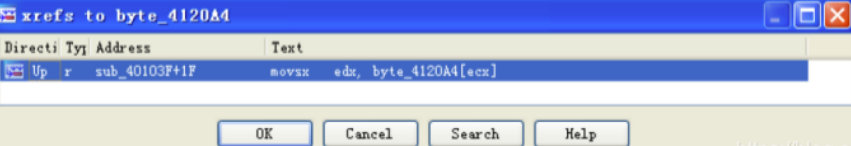 xrefs to byte_4120A4
Directi Typ Address Text
Up r sub_40103F+1F movsx edx, byte_4120A4[ecx]
OK Cancel Search Help